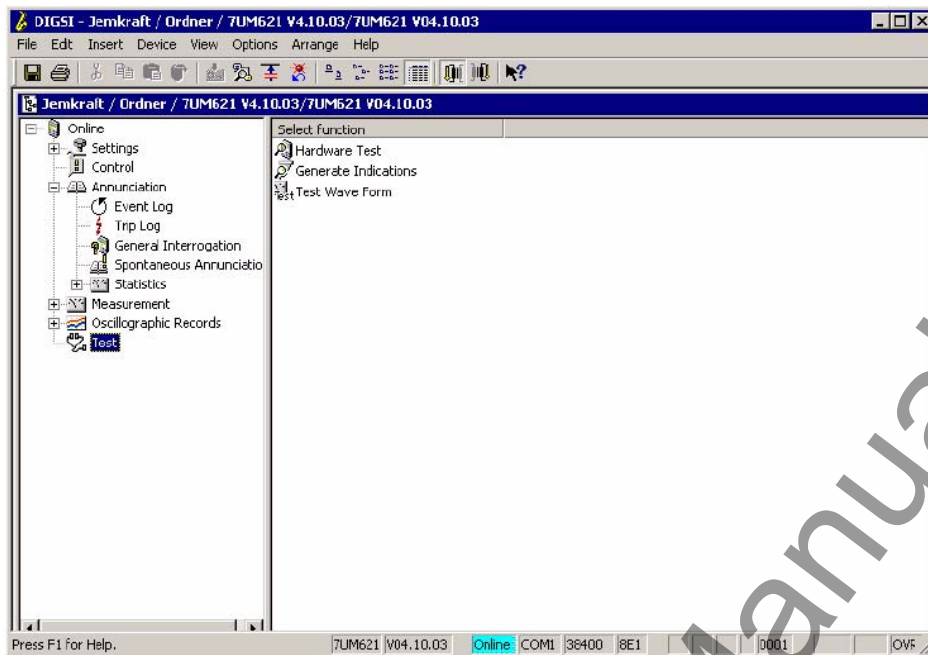 DIGSI - Jemkraft / Ordner / 7UM621 V4.10.03/7UM621 V04.10.03
File Edit Insert Device View Options Arrange Help
Jemkraft / Ordner / 7UM621 V4.10.03/7UM621 V04.10.03
Online
Settings
Control
Annunciation
Event Log
Trip Log
General Interrogation
Spontaneous Annunciatio
Statistics
Measurement
Oscillographic Records
Test
Select function
Hardware Test
Generate Indications
Test Wave Form
Press F1 for Help.
7UM621 V04.10.03 Online COM1 38400 8E1 0001 OVR
Manual